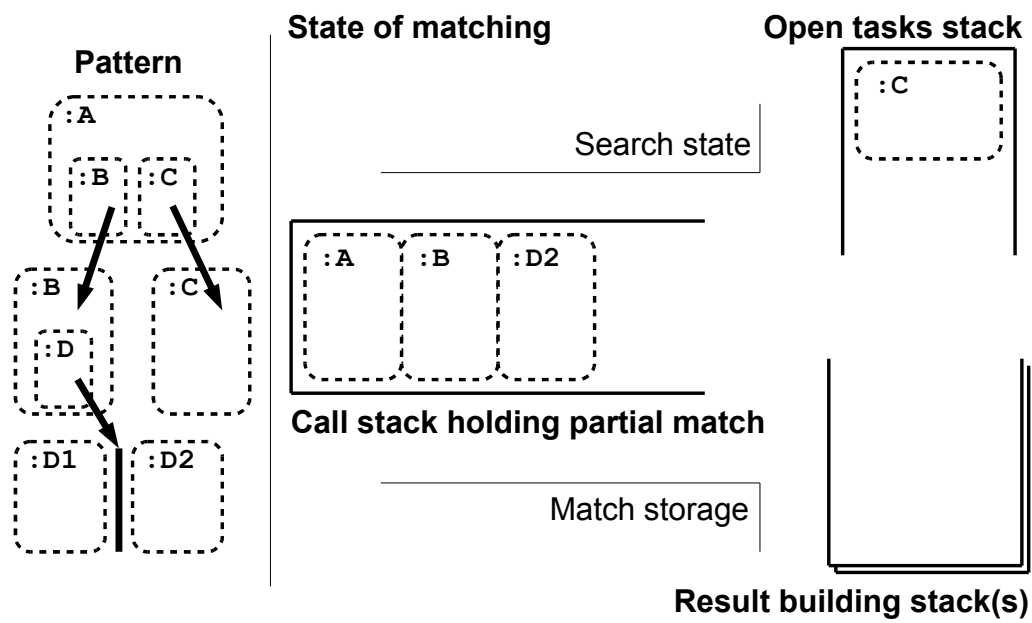 State of matching
Open tasks stack
Pattern
:A
:B
:C
:B
:C
:D
:D1
:D2
:C
Search state
:A
:B
:D2
Call stack holding partial match
Match storage
Result building stack(s)